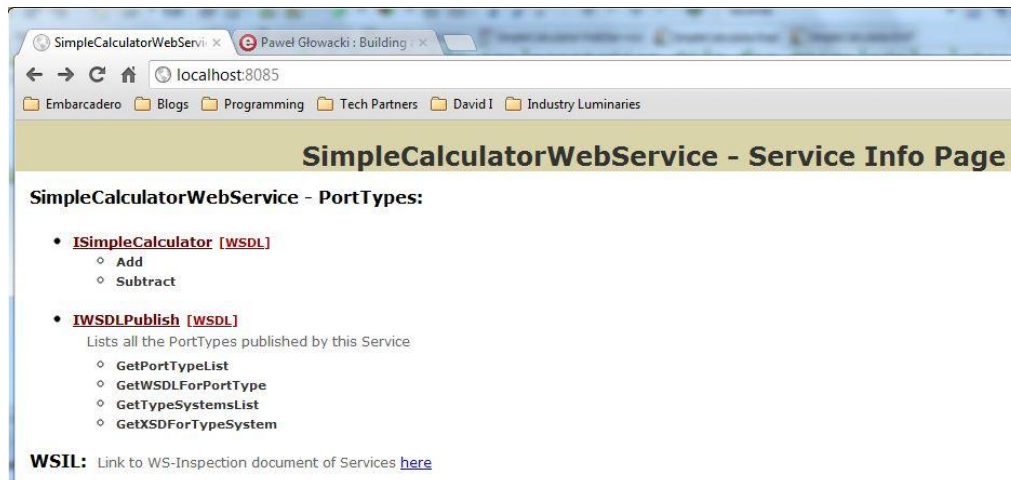 SimpleCalculatorWebServi
Paweł Głowacki : Building
localhost:8085
Embarcadero Blogs Programming Tech Partners David I Industry Luminaries
SimpleCalculatorWebService - Service Info Page
SimpleCalculatorWebService - PortTypes:
ISimpleCalculator [WSDL]
Add
Subtract
IWSDLPublish [WSDL]
Lists all the PortTypes published by this Service
GetPortTypeList
GetWSDLForPortType
GetTypeSystemsList
GetXSDForTypeSystem
WSIL: Link to WS-Inspection document of Services here